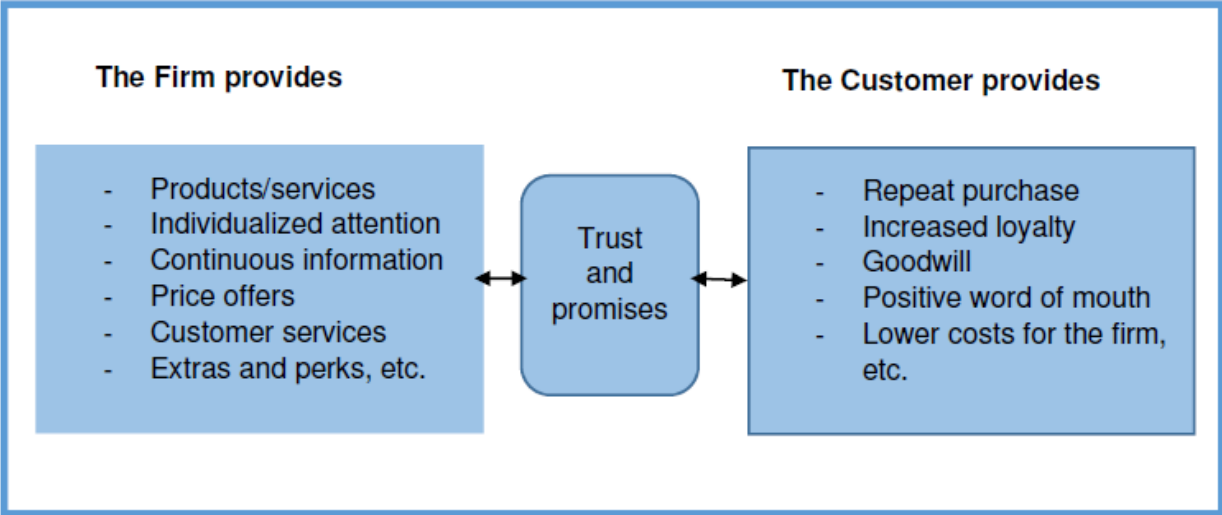 The Firm provides
The Customer provides
- Products/services
- Individualized attention
- Continuous information
- Price offers
- Customer services
- Extras and perks, etc.
Trust
and
promises
- Repeat purchase
- Increased loyalty
- Goodwill
- Positive word of mouth
- Lower costs for the firm,
etc.